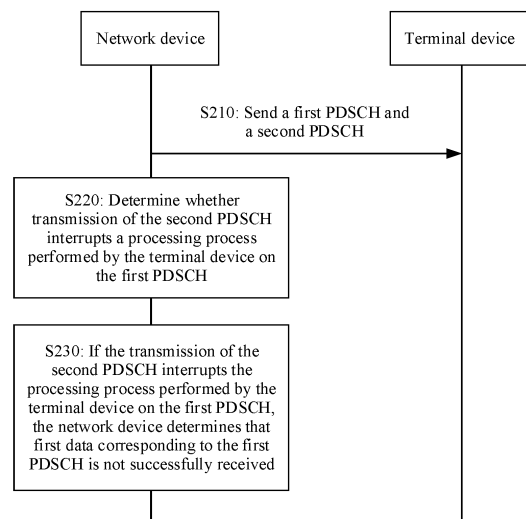 Network device
Terminal device
S210: Send a first PDSCH and
a second PDSCH
S220: Determine whether
transmission of the second PDSCH
interrupts a processing process
performed by the terminal device on
the first PDSCH
S230: If the transmission of the
second PDSCH interrupts the
processing process performed by the
terminal device on the first PDSCH,
the network device determines that
first data corresponding to the first
PDSCH is not successfully received